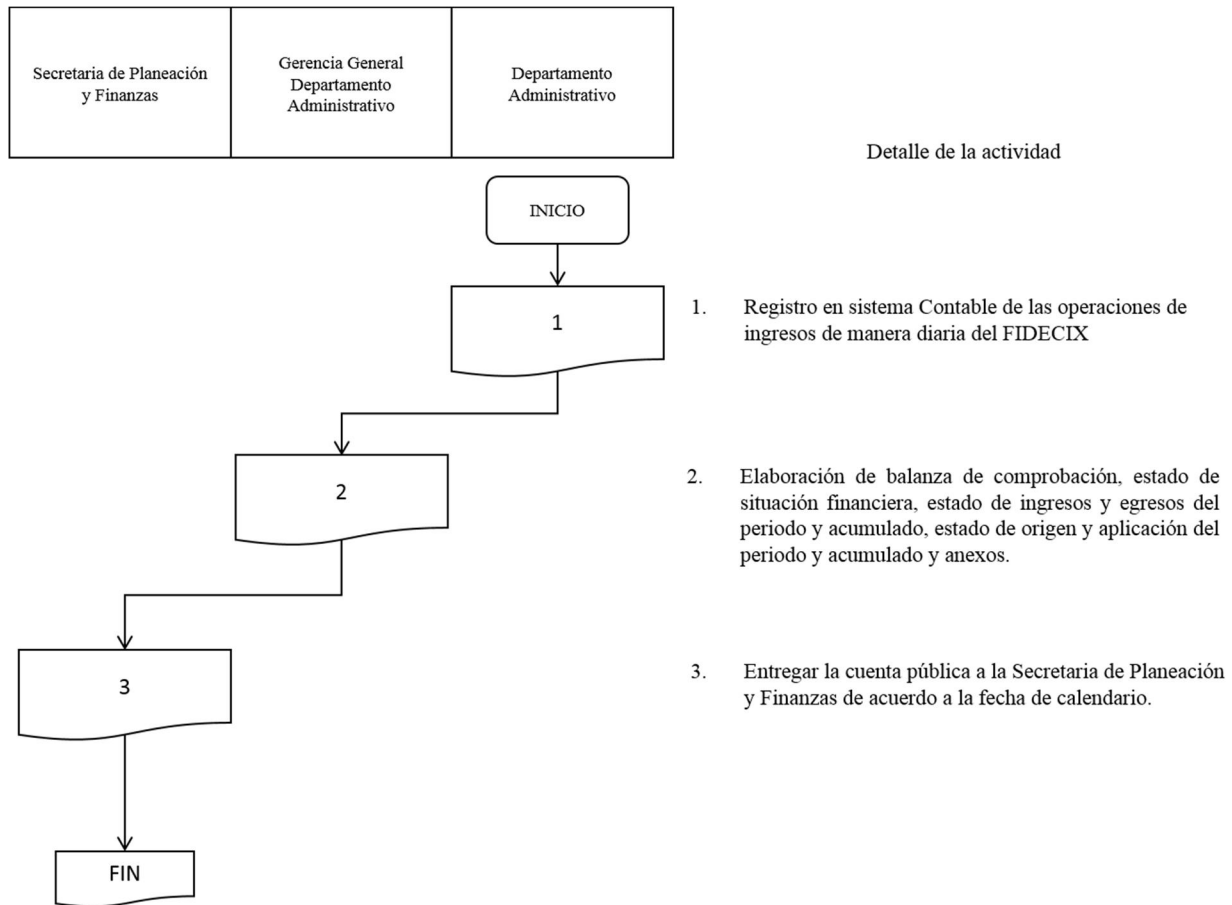 Secretaria de Planeación
y Finanzas
Gerencia General
Departamento
Administrativo
Departamento
Administrativo
Detalle de la actividad
INICIO
1
1. Registro en sistema Contable de las operaciones de
ingresos de manera diaria del FIDECIX
2
2. Elaboración de balanza de comprobación, estado de
situación financiera, estado de ingresos y egresos del
periodo y acumulado, estado de origen y aplicación del
periodo y acumulado y anexos.
3
3. Entregar la cuenta pública a la Secretaria de Planeación
y Finanzas de acuerdo a la fecha de calendario.
FIN